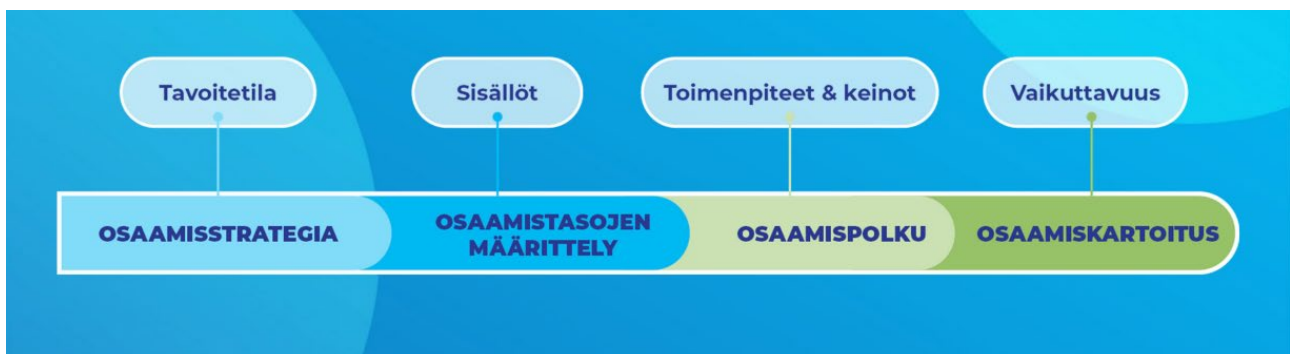 Tavoitetila
Sisällöt
Toimenpiteet & keinot
Vaikuttavuus
OSAAMISSTRATEGIA
OSAAMISTASOJEN
MÄÄRITTELY
OSAAMISPOLKU
OSAAMISKARTOITUS